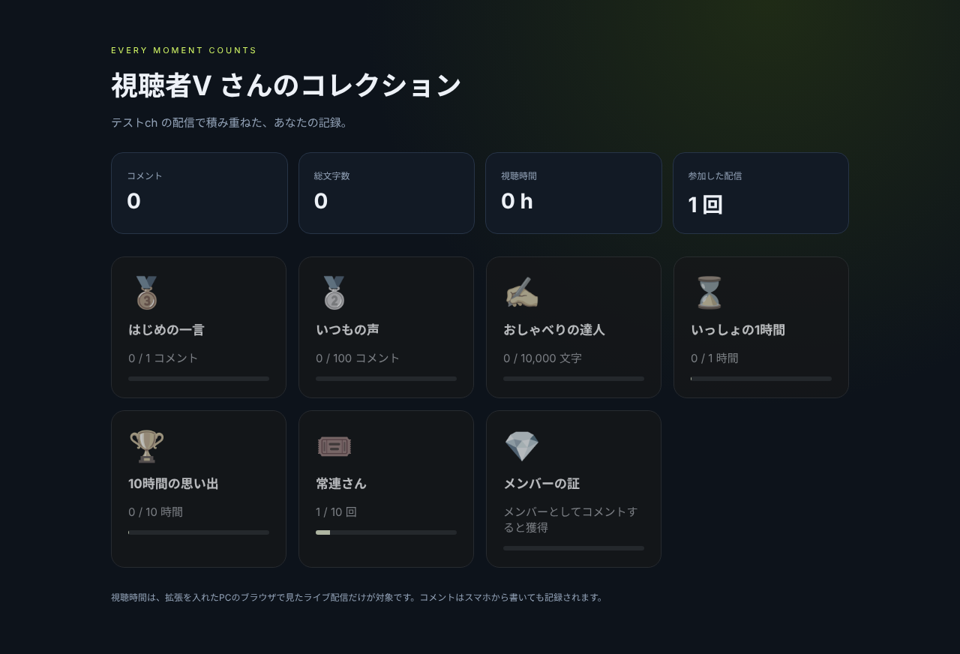 EVERY MOMENT COUNTS
視聴者V さんのコレクション
テストch の配信で積み重ねた、あなたの記録。
コメント
0
総文字数
0
視聴時間
0 h
参加した配信
1 回
3
はじめの一言
0 / 1 コメント
2
いつもの声
0 / 100 コメント
おしゃべりの達人
0 / 10,000 文字
いっしょの1時間
0 / 1 時間
10時間の思い出
0 / 10 時間
常連さん
1 / 10 回
メンバーの証
メンバーとしてコメントす
ると獲得
視聴時間は、拡張を入れたPCのブラウザで見たライブ配信だけが対象です。コメントはスマホから書いても記録されます。